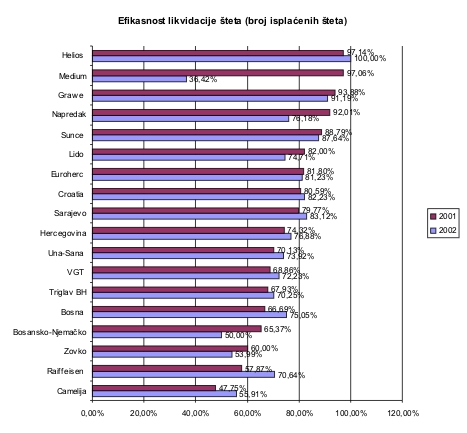 Efikasnost likvidacije šteta (broj isplaćenih šteta)
Helios 97,14%
100,00%
Medium 97,06%
36,42%
Grawe 93,88%
91,19%
Napredak 92,01%
76,18%
Sunce 88,79%
87,64%
Lido 82,00%
74,71%
Euroherc 81,80%
81,23%
Croatia 80,59%
82,23%
Sarajevo 79,77%
83,12%
Hercegovina 74,32%
76,88%
Una-Sana 70,13%
73,92%
VGT 68,86%
72,23%
Triglav BH 67,93%
70,25%
Bosna 66,69%
75,05%
Bosansko-Njemačko 65,37%
50,00%
Zovko 60,00%
53,99%
Raiffeisen 57,87%
70,64%
Camelija 47,75%
55,91%
0,00% 20,00% 40,00% 60,00% 80,00% 100,00% 120,00%
2001
2002